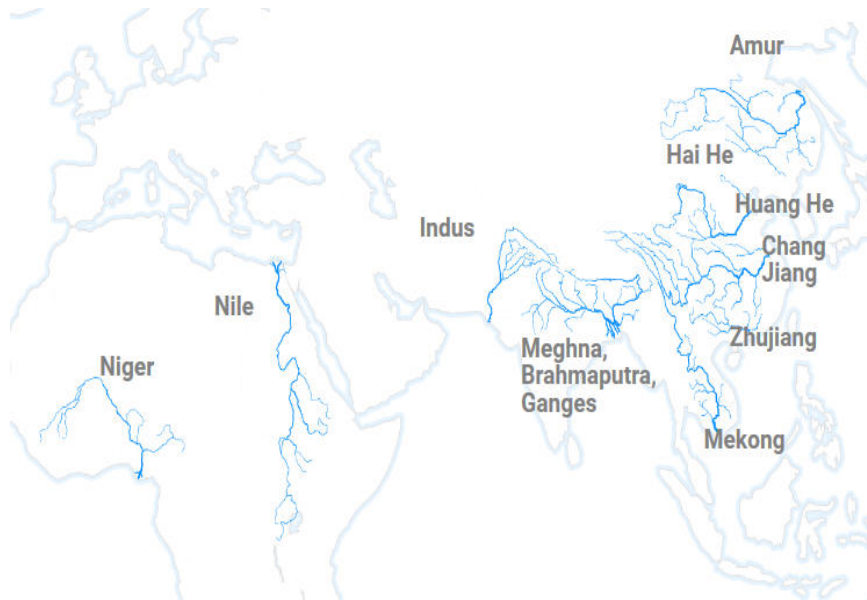 Amur
Hai He
Huang He
Indus
Chang
Jiang
Nile
Zhujiang
Meghna,
Brahmaputra,
Ganges
Niger
Mekong